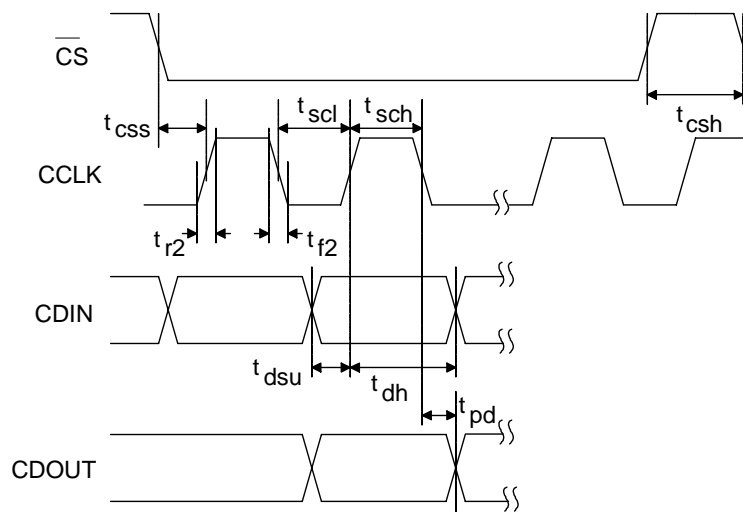 CS
t scl
t sch
t css
t csh
CCLK
t r2
t f2
CDIN
t dsu
t dh
t pd
CDOUT